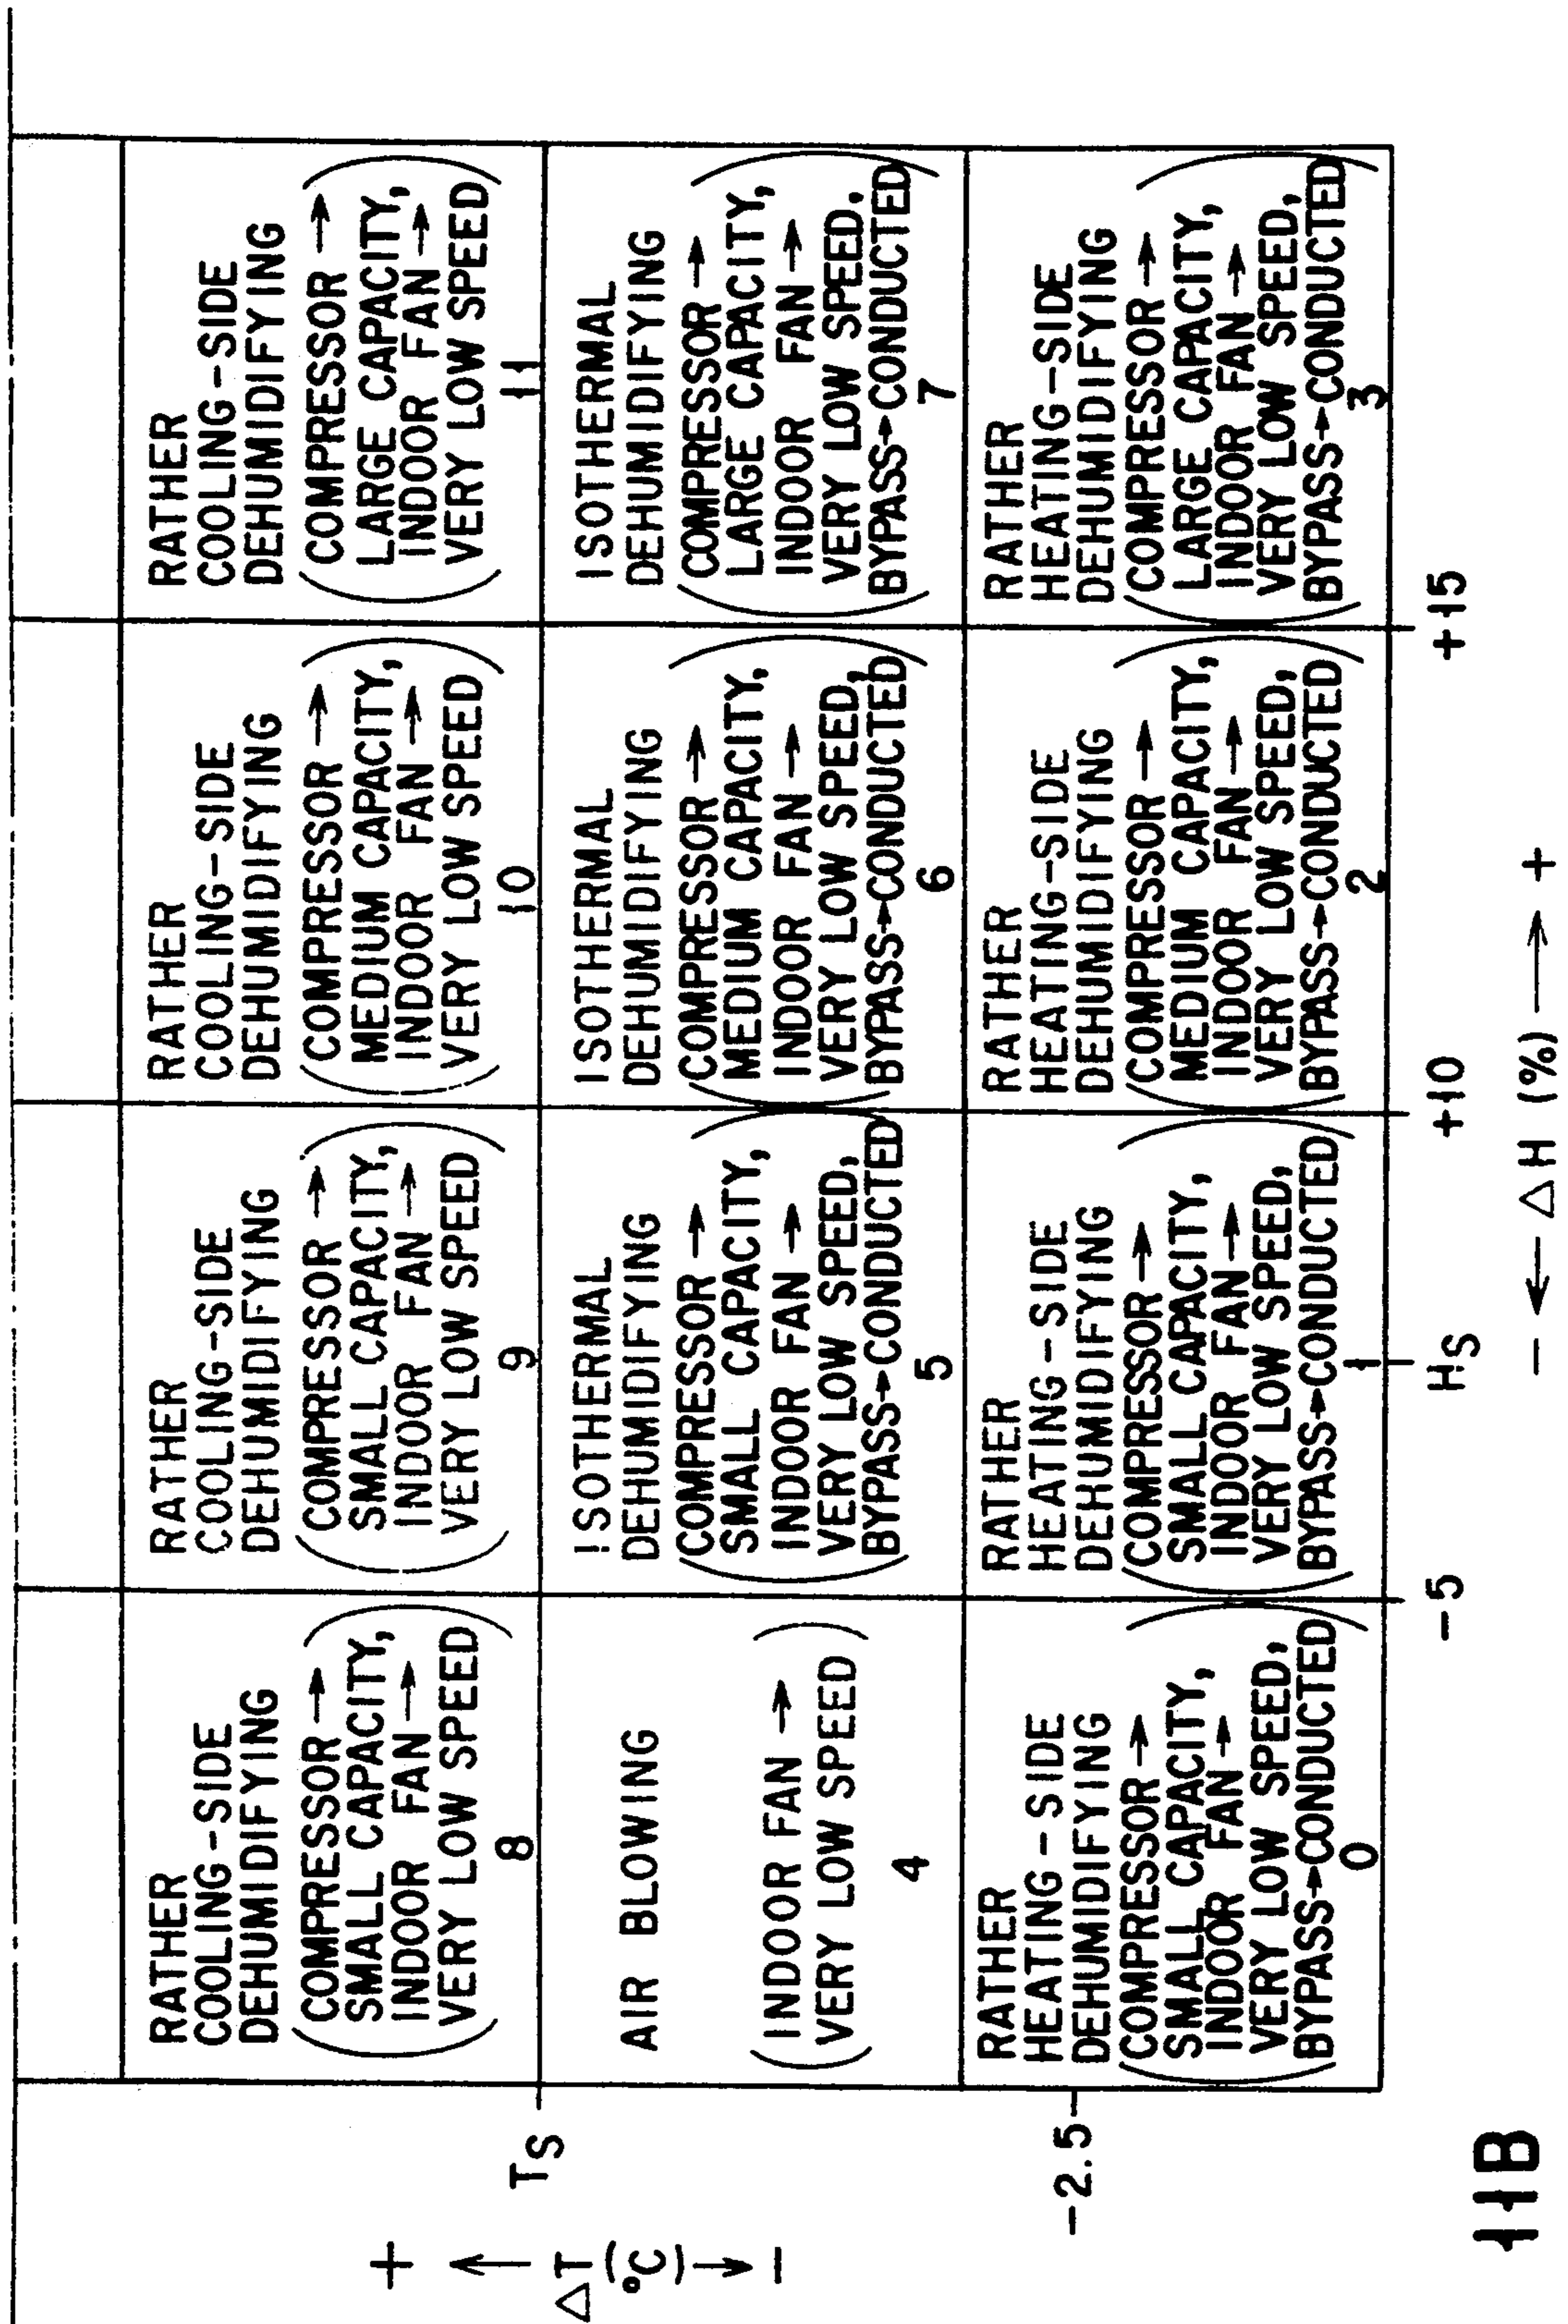 RATHER
COOLING-SIDE
DEHUMIDIFYING
(COMPRESSOR →
SMALL CAPACITY,
INDOOR FAN →
VERY LOW SPEED)
8
RATHER
COOLING-SIDE
DEHUMIDIFYING
(COMPRESSOR →
SMALL CAPACITY,
INDOOR FAN →
VERY LOW SPEED)
9
RATHER
COOLING-SIDE
DEHUMIDIFYING
(COMPRESSOR →
MEDIUM CAPACITY,
INDOOR FAN →
VERY LOW SPEED)
10
RATHER
COOLING-SIDE
DEHUMIDIFYING
(COMPRESSOR →
LARGE CAPACITY,
INDOOR FAN →
VERY LOW SPEED)
11
+ ← ΔT (°C) → −
TS
AIR BLOWING
(INDOOR FAN →
VERY LOW SPEED)
4
ISOTHERMAL
DEHUMIDIFYING
(COMPRESSOR →
SMALL CAPACITY,
INDOOR FAN →
VERY LOW SPEED,
BYPASS→CONDUCTED)
5
ISOTHERMAL
DEHUMIDIFYING
(COMPRESSOR →
MEDIUM CAPACITY,
INDOOR FAN →
VERY LOW SPEED,
BYPASS→CONDUCTED)
6
ISOTHERMAL
DEHUMIDIFYING
(COMPRESSOR →
LARGE CAPACITY,
INDOOR FAN →
VERY LOW SPEED,
BYPASS→CONDUCTED)
7
-2.5
RATHER
HEATING-SIDE
DEHUMIDIFYING
(COMPRESSOR →
SMALL CAPACITY,
INDOOR FAN →
VERY LOW SPEED,
BYPASS→CONDUCTED)
0
RATHER
HEATING-SIDE
DEHUMIDIFYING
(COMPRESSOR →
SMALL CAPACITY,
INDOOR FAN →
VERY LOW SPEED,
BYPASS→CONDUCTED)
1
RATHER
HEATING-SIDE
DEHUMIDIFYING
(COMPRESSOR →
MEDIUM CAPACITY,
INDOOR FAN →
VERY LOW SPEED,
BYPASS→CONDUCTED)
2
RATHER
HEATING-SIDE
DEHUMIDIFYING
(COMPRESSOR →
LARGE CAPACITY,
INDOOR FAN →
VERY LOW SPEED,
BYPASS→CONDUCTED)
3
-5 HS +10 +15
− ← ΔH (%) → +
11B